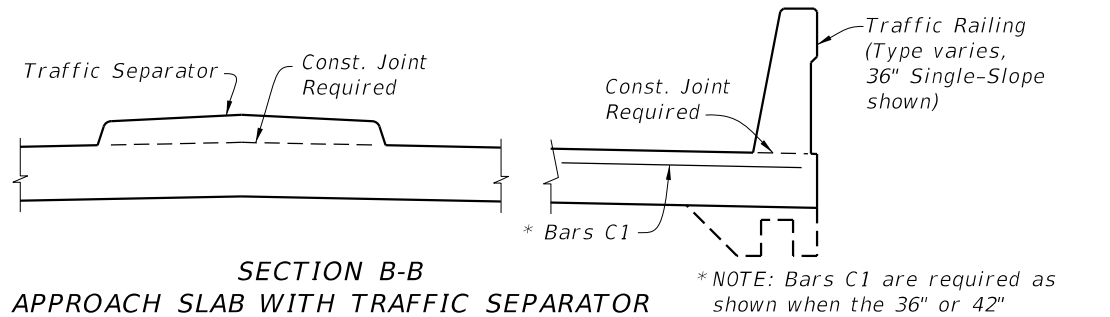 Traffic Separator
Const. Joint
Required
Const. Joint
Required
Traffic Railing
(Type varies,
36" Single-Slope
shown)
* Bars C1
SECTION B-B
APPROACH SLAB WITH TRAFFIC SEPARATOR
* NOTE: Bars C1 are required as
shown when the 36" or 42"